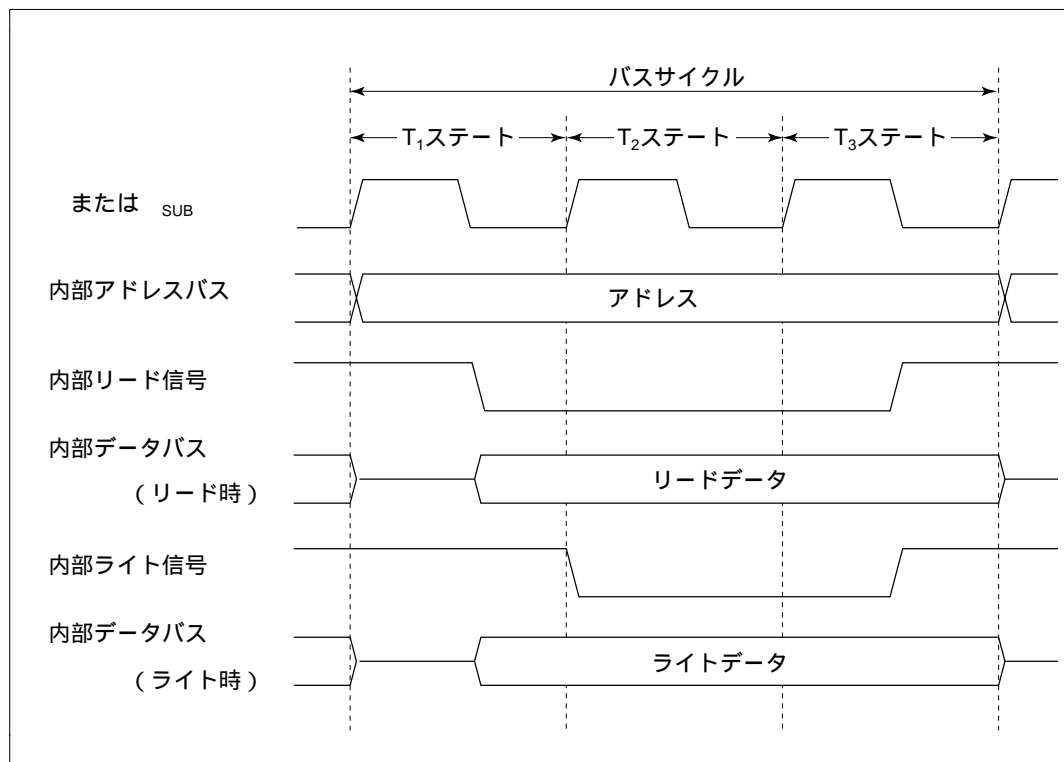 バスサイクル
T₁ステート T₂ステート T₃ステート
または SUB
内部アドレスバス アドレス
内部リード信号
内部データバス
(リード時) リードデータ
内部ライト信号
内部データバス
(ライト時) ライトデータ